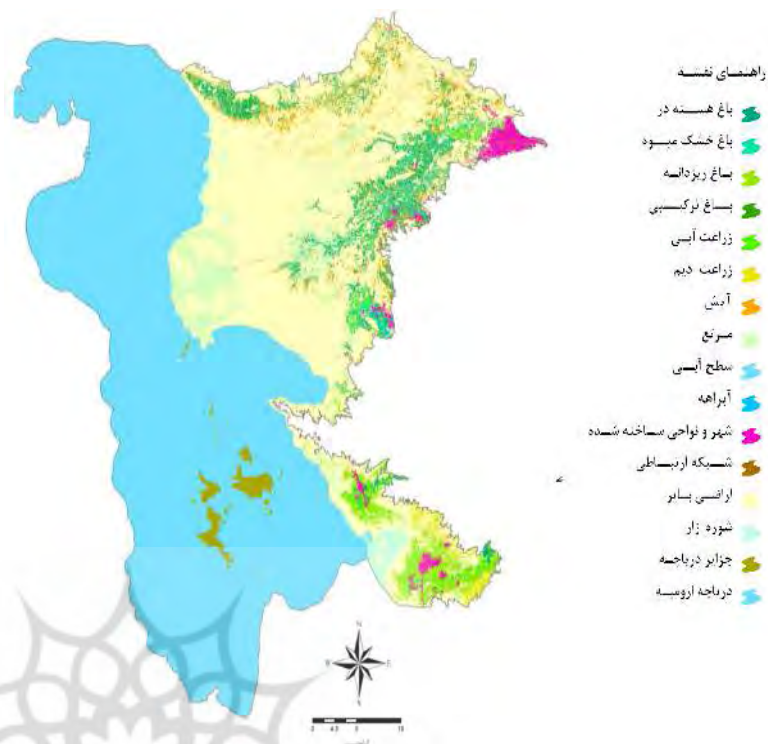 راهنمای نقشه
باغ هسته در
باغ خشک میوه
باغ ریزدانه
باغ ترکیبی
زراعت آبی
زراعت دیم
آیش
مرتع
سطح آبی
آبراهه
شهر و نواحی ساخته شده
شبکه ارتباطی
اراضی بایر
شوره زار
جزایر دریاچه
دریاچه ارومیه
N
E
S